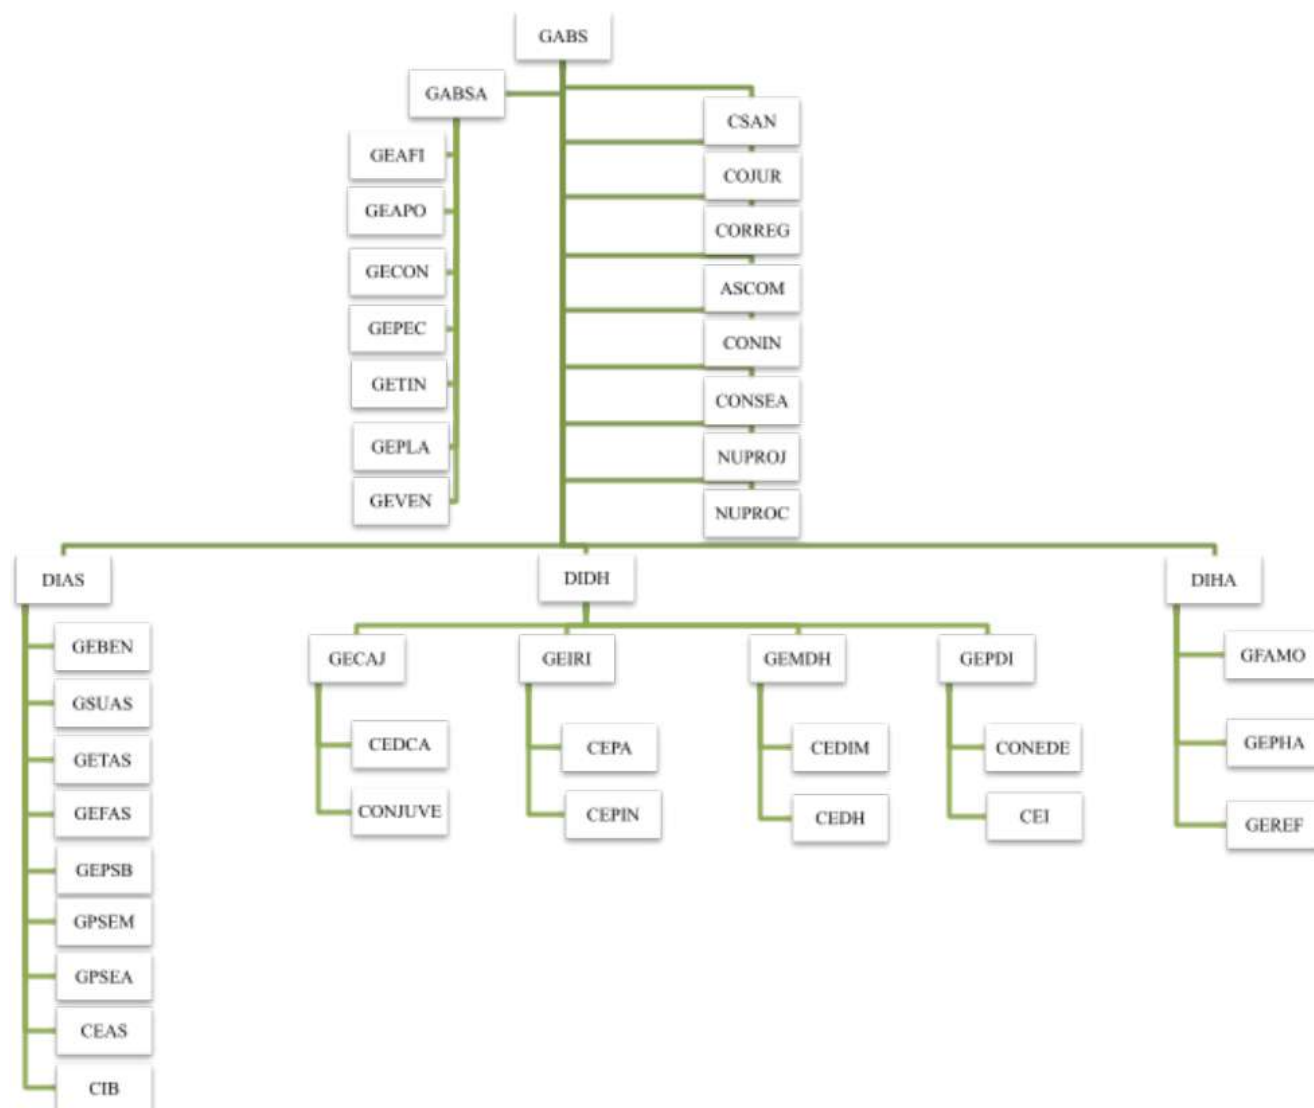 GABS
GABSA
GEAFI
GEAPO
GECON
GEPEC
GETIN
GEPLA
GEVEN
CSAN
COJUR
CORREG
ASCOM
CONIN
CONSEA
NUPROJ
NUPROC
DIAS
GEBEN
GSUAS
GETAS
GEFAS
GEPSB
GPSEM
GPSEA
CEAS
CIB
DIDH
GECAJ
CEDCA
CONJUVE
GEIRI
CEPA
CEPIN
GEMDH
CEDIM
CEDH
GEPDI
CONEDE
CEI
DIHA
GFAMO
GEPHA
GEREF